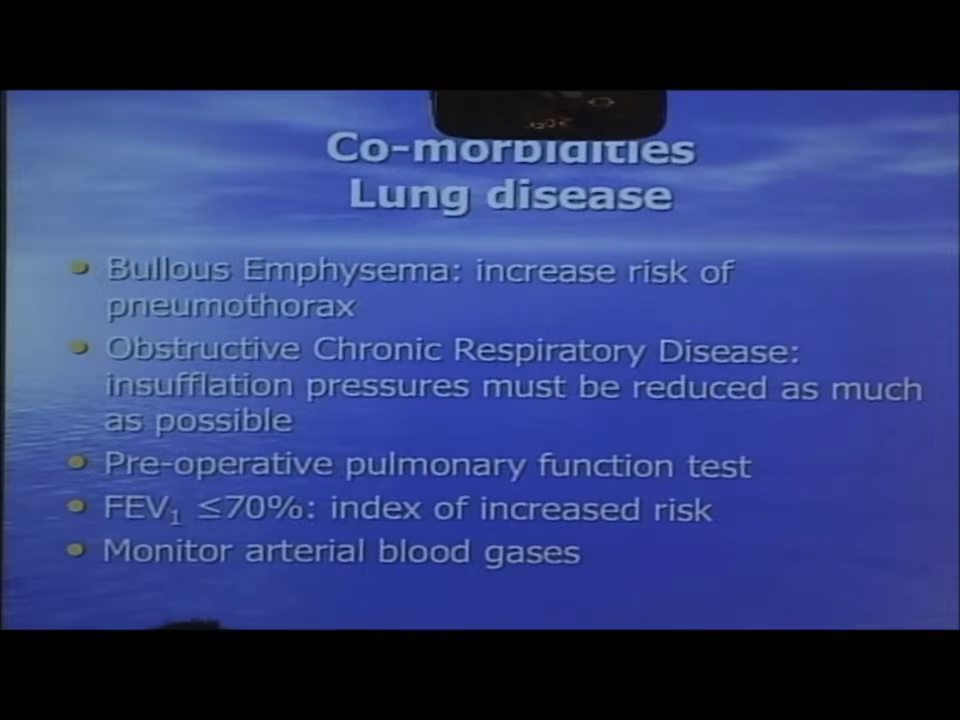 Co-morbidities
Lung disease
• Bullous Emphysema: increase risk of
pneumothorax
• Obstructive Chronic Respiratory Disease:
insufflation pressures must be reduced as much
as possible
• Pre-operative pulmonary function test
• FEV₁ ≤70%: index of increased risk
• Monitor arterial blood gases